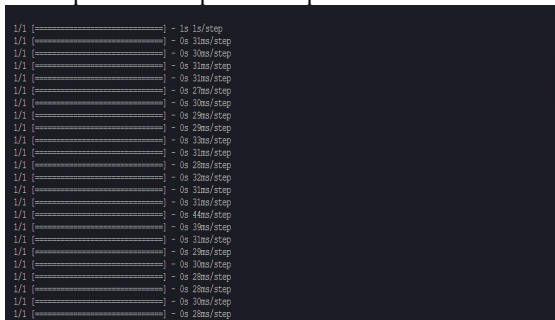 1/1 [==============================] - 1s 1s/step
1/1 [==============================] - 0s 31ms/step
1/1 [==============================] - 0s 30ms/step
1/1 [==============================] - 0s 31ms/step
1/1 [==============================] - 0s 31ms/step
1/1 [==============================] - 0s 27ms/step
1/1 [==============================] - 0s 30ms/step
1/1 [==============================] - 0s 29ms/step
1/1 [==============================] - 0s 29ms/step
1/1 [==============================] - 0s 33ms/step
1/1 [==============================] - 0s 31ms/step
1/1 [==============================] - 0s 28ms/step
1/1 [==============================] - 0s 32ms/step
1/1 [==============================] - 0s 31ms/step
1/1 [==============================] - 0s 31ms/step
1/1 [==============================] - 0s 44ms/step
1/1 [==============================] - 0s 39ms/step
1/1 [==============================] - 0s 31ms/step
1/1 [==============================] - 0s 29ms/step
1/1 [==============================] - 0s 30ms/step
1/1 [==============================] - 0s 28ms/step
1/1 [==============================] - 0s 28ms/step
1/1 [==============================] - 0s 30ms/step
1/1 [==============================] - 0s 28ms/step